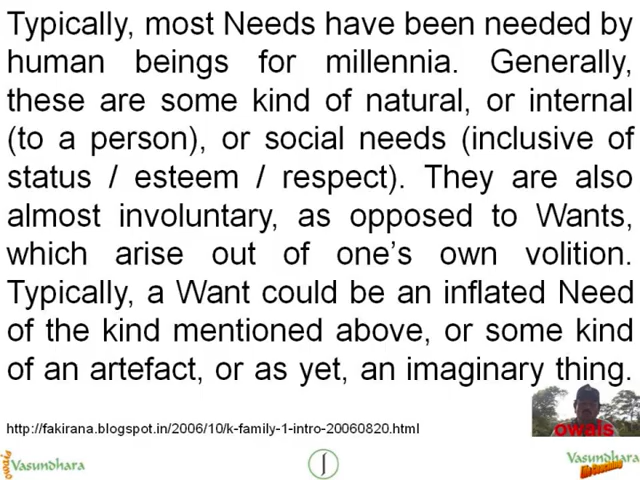 Typically, most Needs have been needed by
human beings for millennia. Generally,
these are some kind of natural, or internal
(to a person), or social needs (inclusive of
status / esteem / respect). They are also
almost involuntary, as opposed to Wants,
which arise out of one’s own volition.
Typically, a Want could be an inflated Need
of the kind mentioned above, or some kind
of an artefact, or as yet, an imaginary thing.
owais
http://fakirana.blogspot.in/2006/10/k-family-1-intro-20060820.html
Vasundhara
Vasundhara